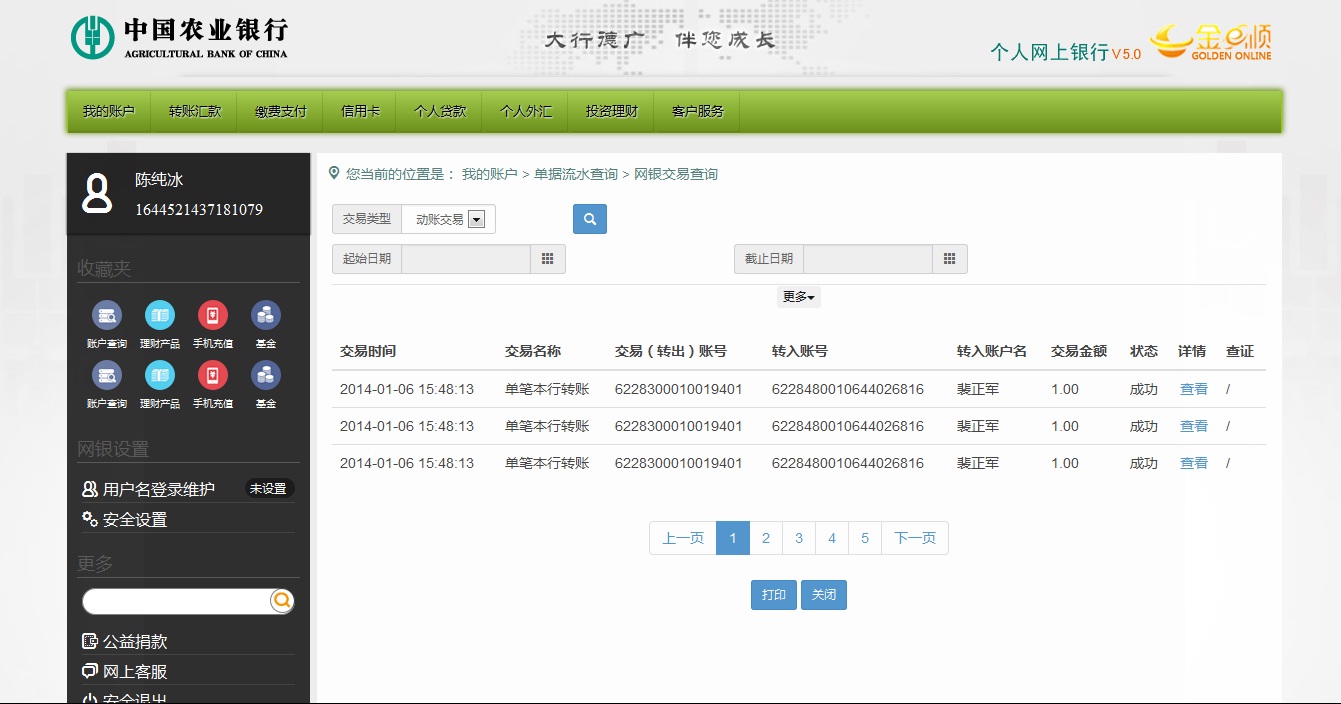 中国农业银行
AGRICULTURAL BANK OF CHINA
大行德广 伴您成长
个人网上银行 V5.0
金e顺
GOLDEN ONLINE
我的账户 转账汇款 缴费支付 信用卡 个人贷款 个人外汇 投资理财 客户服务
陈纯冰
1644521437181079
收藏夹
账户查询 理财产品 手机充值 基金
账户查询 理财产品 手机充值 基金
网银设置
用户名登录维护 未设置
安全设置
更多
公益捐款
网上客服
安全退出
您当前的位置是： 我的账户 > 单据流水查询 > 网银交易查询
交易类型 动账交易
起始日期 截止日期
更多
交易时间 交易名称 交易（转出）账号 转入账号 转入账户名 交易金额 状态 详情 查证
2014-01-06 15:48:13 单笔本行转账 6228300010019401 6228480010644026816 裴正军 1.00 成功 查看 /
2014-01-06 15:48:13 单笔本行转账 6228300010019401 6228480010644026816 裴正军 1.00 成功 查看 /
2014-01-06 15:48:13 单笔本行转账 6228300010019401 6228480010644026816 裴正军 1.00 成功 查看 /
上一页 1 2 3 4 5 下一页
打印 关闭